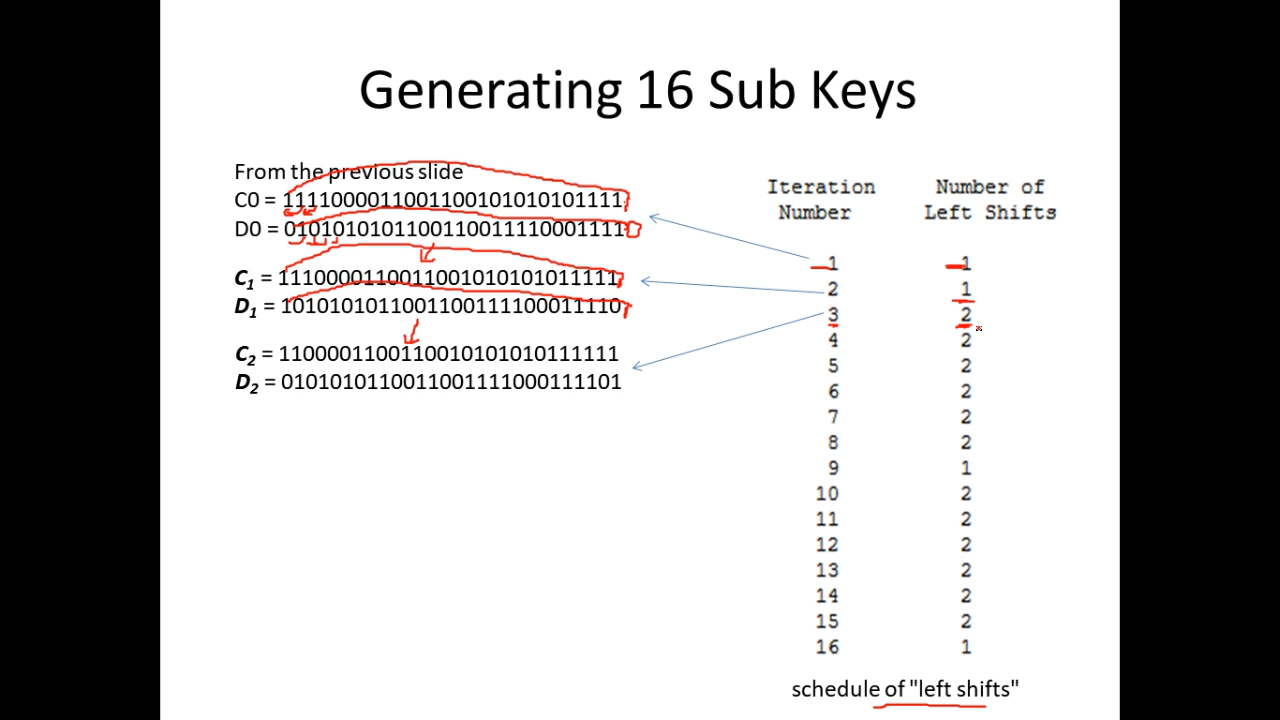 Generating 16 Sub Keys
From the previous slide
C0 = 1111000011001100101010101111
D0 = 0101010101100110011110001111
C1 = 1110000110011001010101011111
D1 = 1010101011001100111100011110
C2 = 1100001100110010101010111111
D2 = 0101010110011001111000111101
Iteration Number of
Number Left Shifts
1 1
2 1
3 2
4 2
5 2
6 2
7 2
8 2
9 1
10 2
11 2
12 2
13 2
14 2
15 2
16 1
schedule of "left shifts"